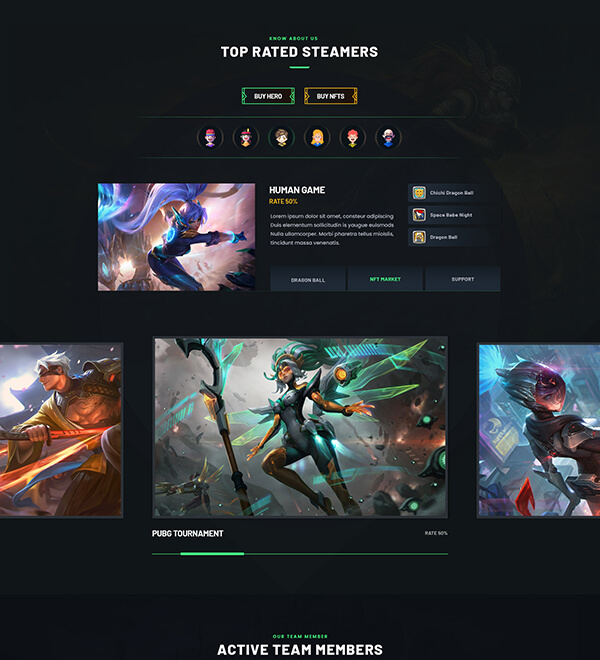 KNOW ABOUT US
TOP RATED STEAMERS
BUY HERO
BUY NFTS
HUMAN GAME
RATE 50%
Lorem ipsum dolor sit amet, consteur adipiscing
Duis elementum sollicitudin is yaugue euismods
Nulla ullamcorper. Morbi pharetra tellus miolslis,
tincidunt massa venenatis.
Chichi Dragon Ball
Space Babe Night
Dragon Ball
DRAGON BALL
NFT MARKET
SUPPORT
PUBG TOURNAMENT
RATE 50%
OUR TEAM MEMBER
ACTIVE TEAM MEMBERS